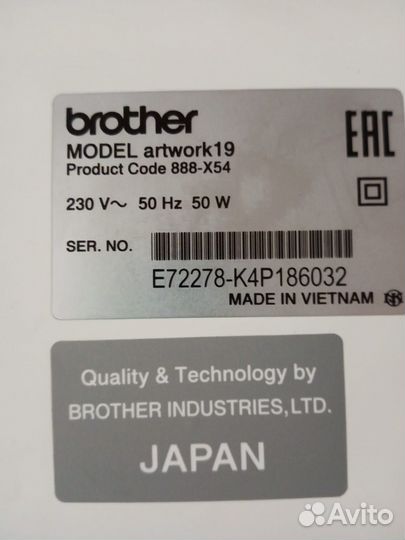 brother
EAC
MODEL artwork19
Product Code 888-X54
230 V~ 50 Hz 50 W
SER. NO.
E72278-K4P186032
MADE IN VIETNAM
Quality & Technology by
BROTHER INDUSTRIES,LTD.
JAPAN
Avito